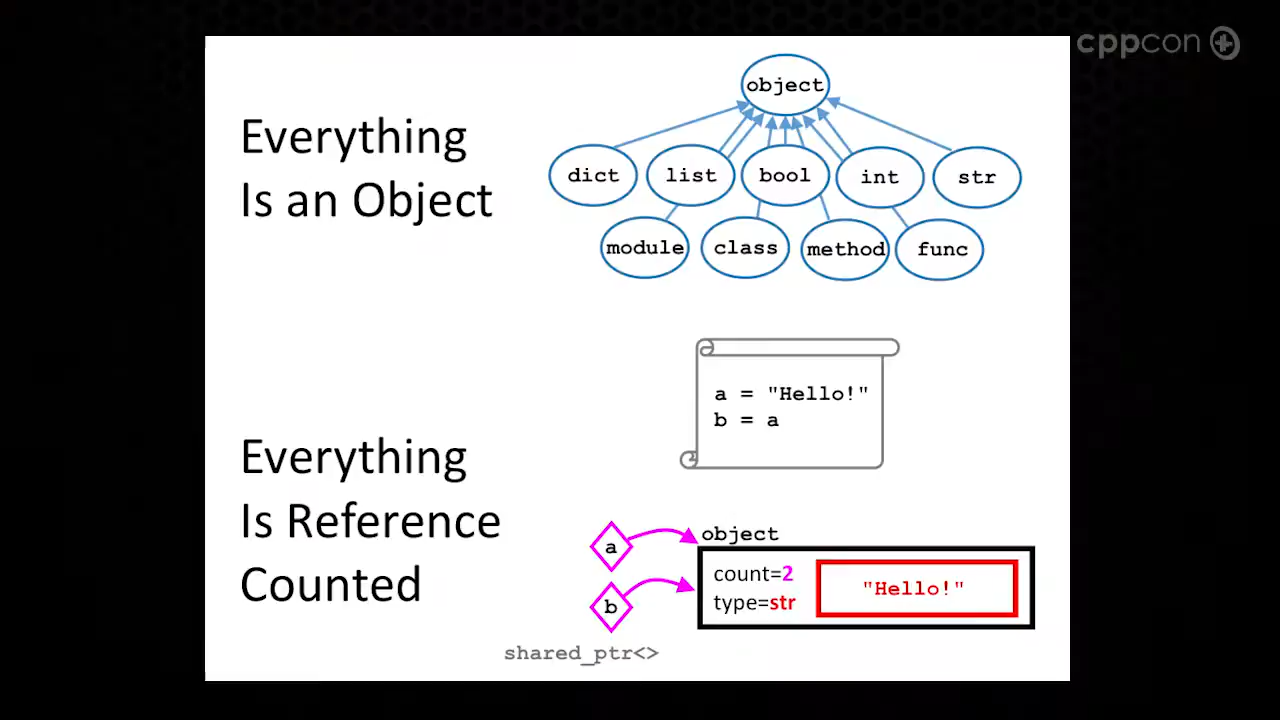 cppcon
Everything
Is an Object
object
dict
list
bool
int
str
module
class
method
func
a = "Hello!"
b = a
Everything
Is Reference
Counted
a
b
object
count=2
type=str
"Hello!"
shared_ptr<>